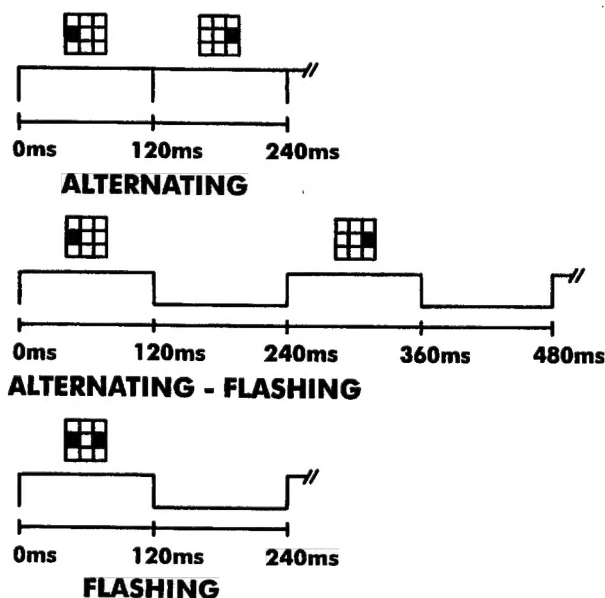 0ms 120ms 240ms
ALTERNATING
0ms 120ms 240ms 360ms 480ms
ALTERNATING - FLASHING
0ms 120ms 240ms
FLASHING